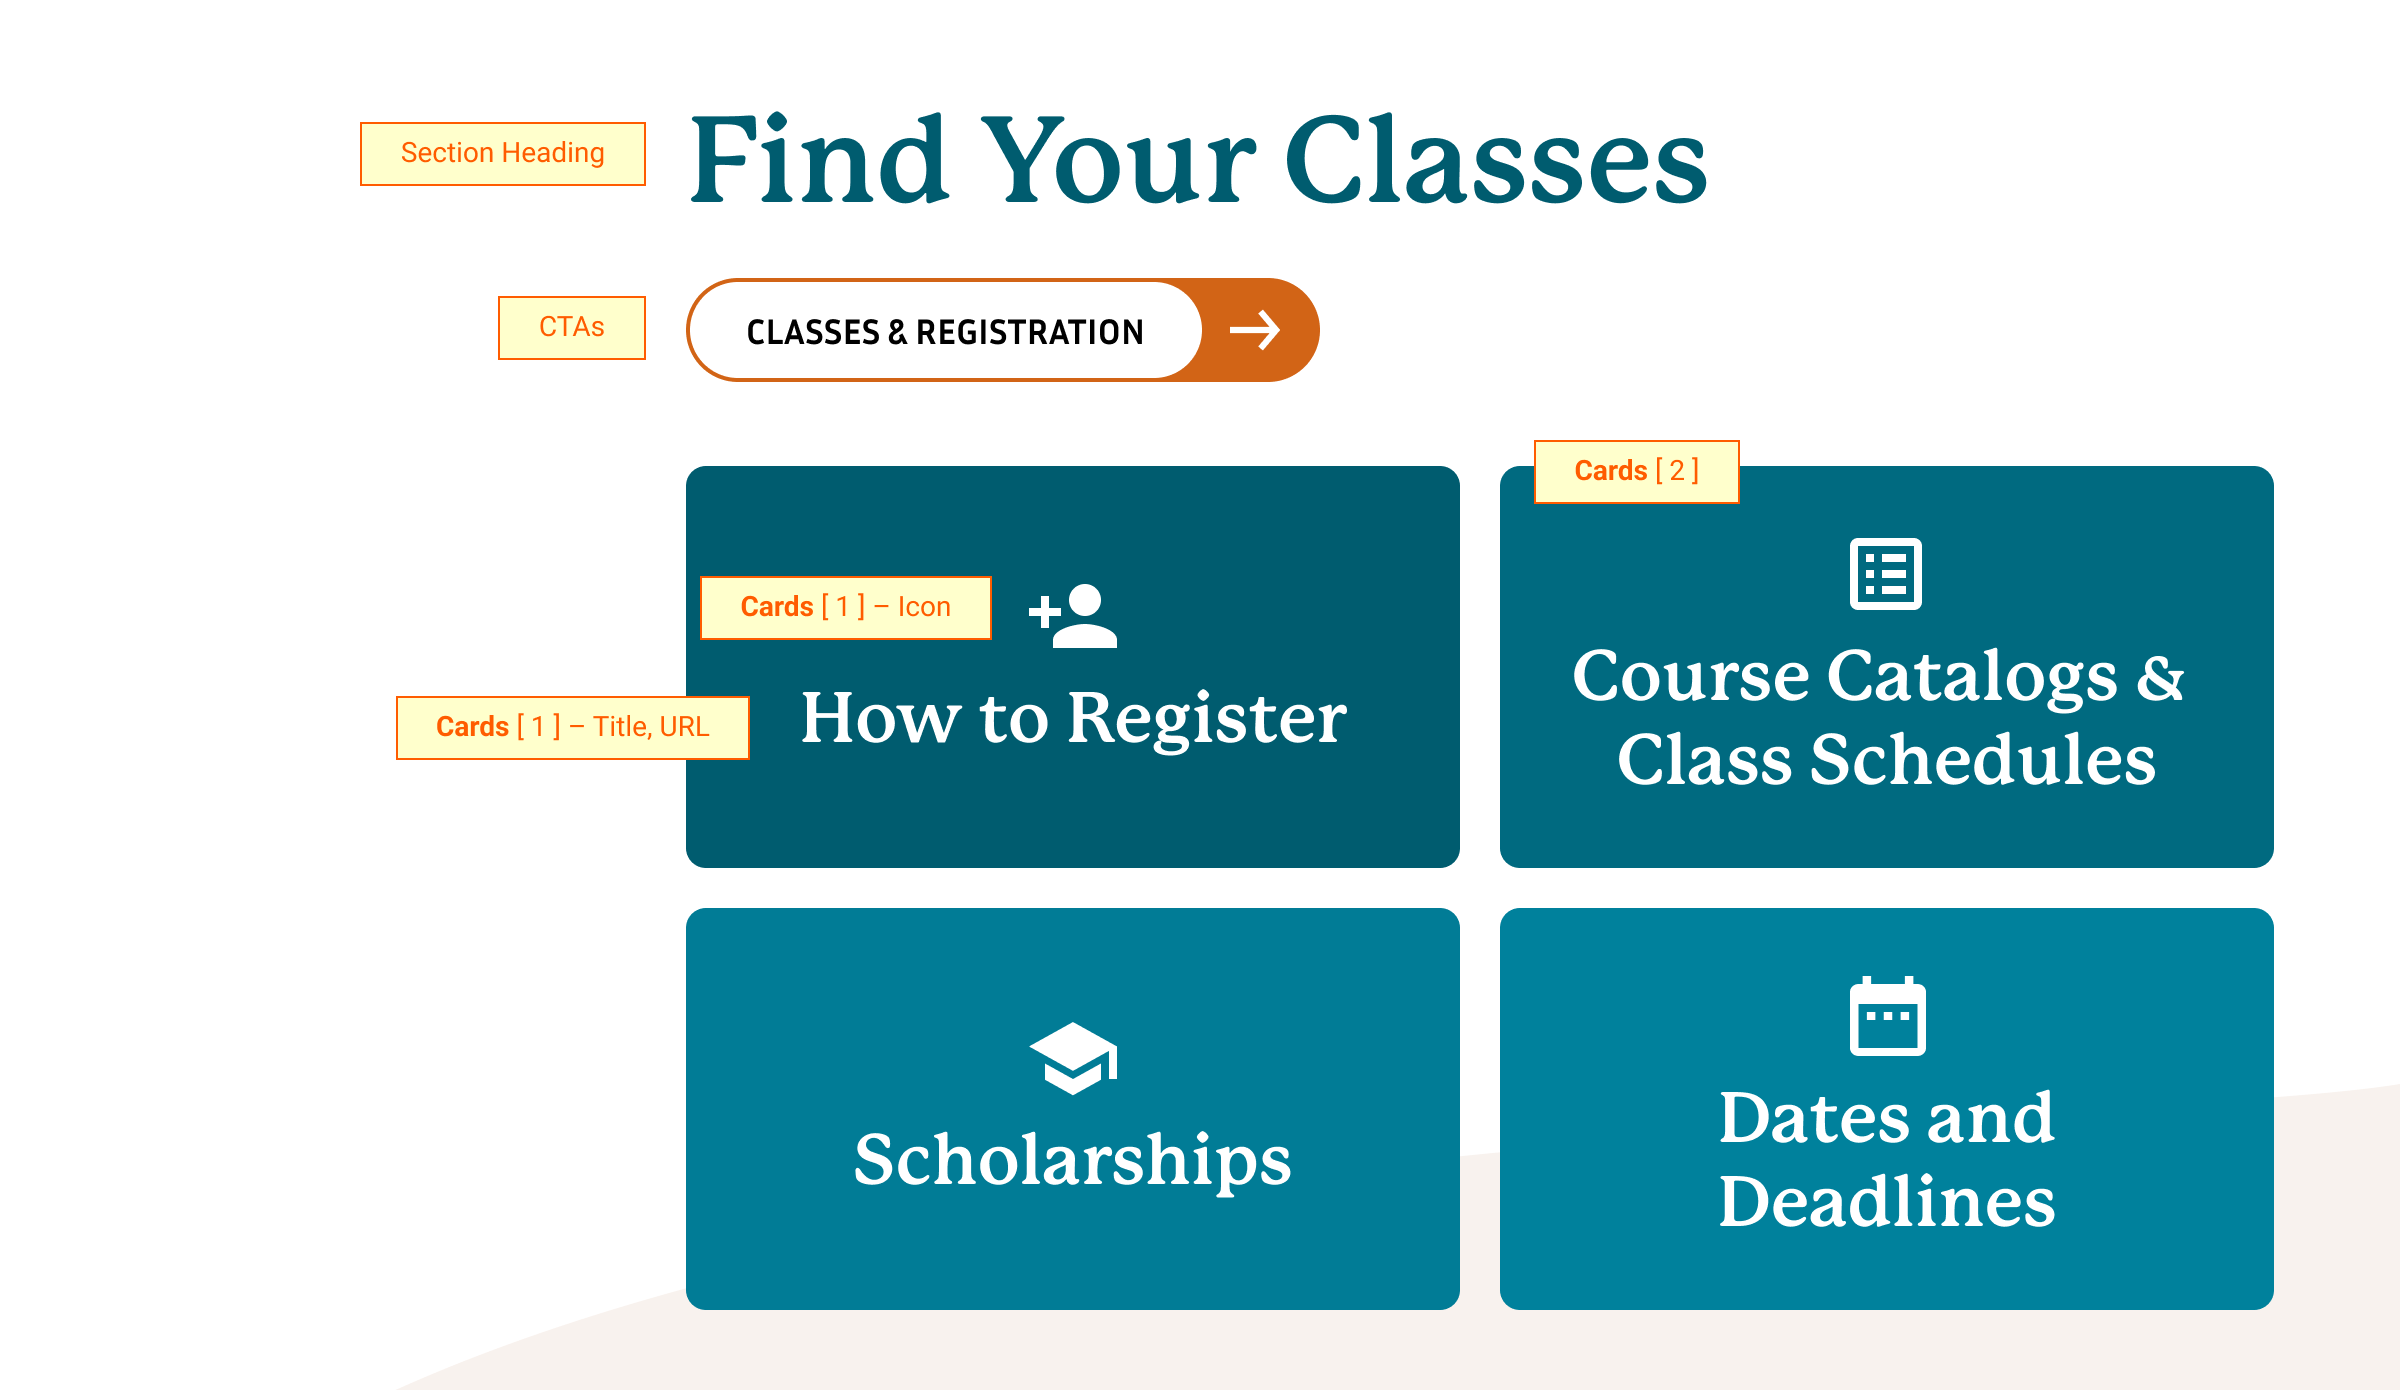 Section Heading
Find Your Classes
CTAs
CLASSES & REGISTRATION
Cards [ 1 ] – Icon
Cards [ 1 ] – Title, URL
How to Register
Cards [ 2 ]
Course Catalogs &
Class Schedules
Scholarships
Dates and
Deadlines